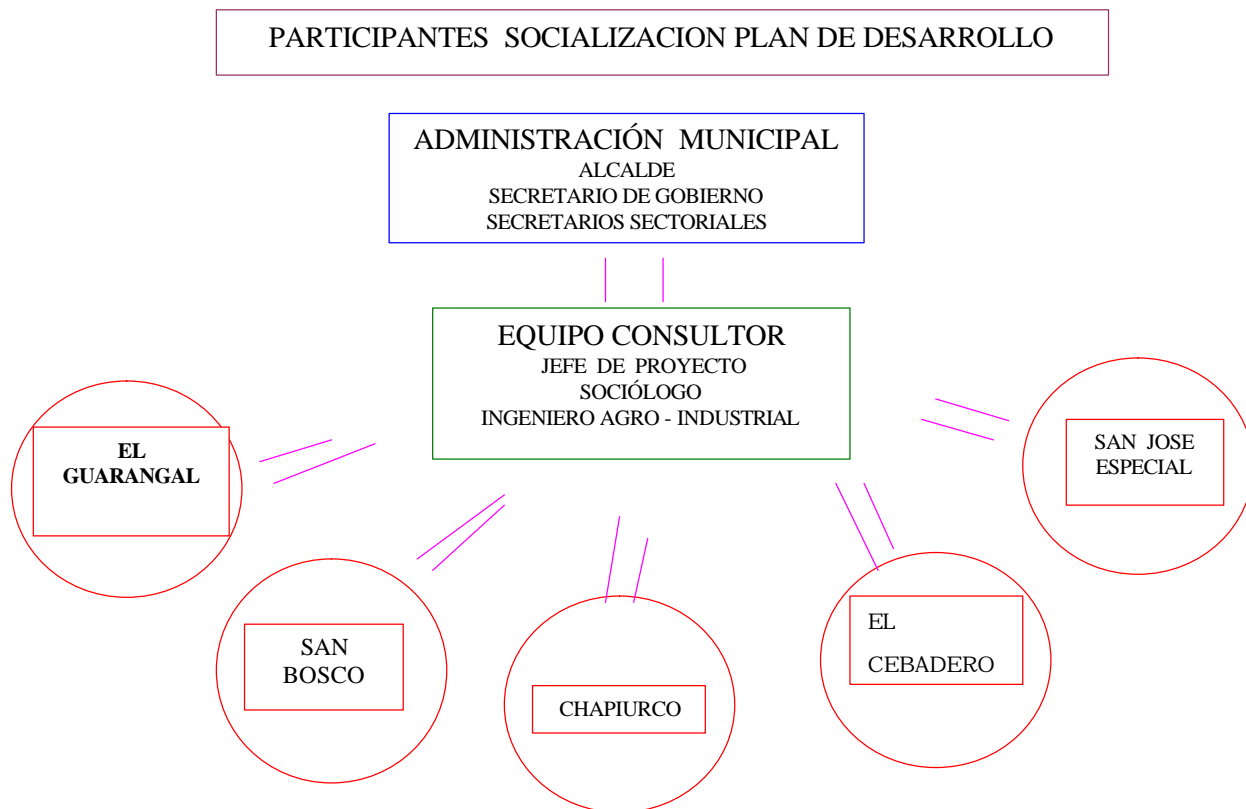 PARTICIPANTES SOCIALIZACION PLAN DE DESARROLLO
ADMINISTRACIÓN MUNICIPAL
ALCALDE
SECRETARIO DE GOBIERNO
SECRETARIOS SECTORIALES
EQUIPO CONSULTOR
JEFE DE PROYECTO
SOCIÓLOGO
INGENIERO AGRO - INDUSTRIAL
EL
GUARANGAL
SAN
BOSCO
CHAPIURCO
EL
CEBADERO
SAN JOSE
ESPECIAL